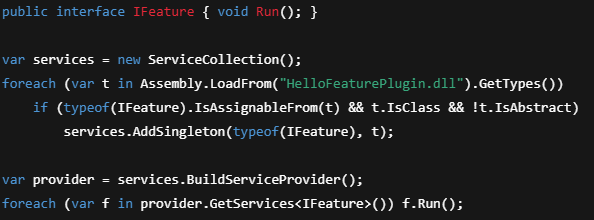 public interface IFeature { void Run(); }
var services = new ServiceCollection();
foreach (var t in Assembly.LoadFrom("HelloFeaturePlugin.dll").GetTypes())
if (typeof(IFeature).IsAssignableFrom(t) && t.IsClass && !t.IsAbstract)
services.AddSingleton(typeof(IFeature), t);
var provider = services.BuildServiceProvider();
foreach (var f in provider.GetServices<IFeature>()) f.Run();